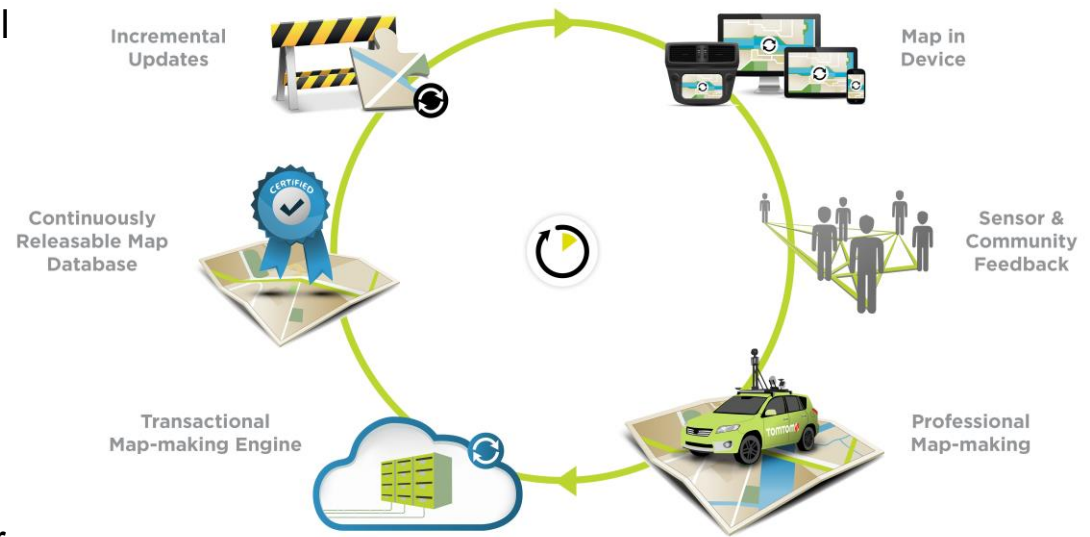 Incremental
Updates
Map in
Device
CERTIFIED
Continuously
Releasable Map
Database
Sensor &
Community
Feedback
TOMTOM
Transactional
Map-making Engine
Professional
Map-making